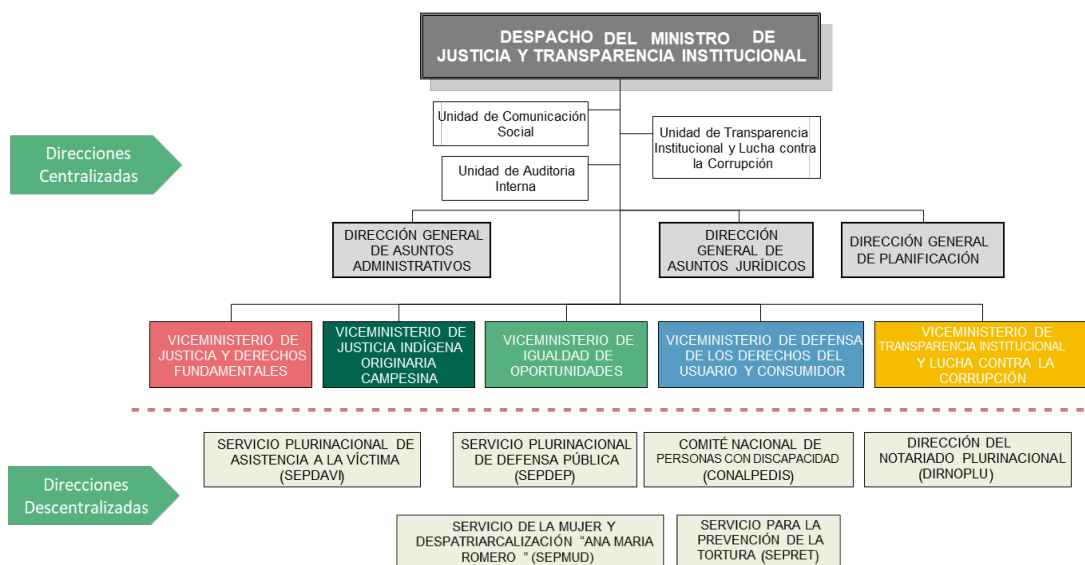 DESPACHO DEL MINISTRO DE
JUSTICIA Y TRANSPARENCIA INSTITUCIONAL
Unidad de Comunicación
Social
Unidad de Transparencia
Institucional y Lucha contra
la Corrupción
Direcciones
Centralizadas
Unidad de Auditoria
Interna
DIRECCIÓN GENERAL
DE ASUNTOS
ADMINISTRATIVOS
DIRECCIÓN
GENERAL DE
ASUNTOS JURÍDICOS
DIRECCIÓN GENERAL
DE PLANIFICACIÓN
VICEMINISTERIO DE
JUSTICIA Y DERECHOS
FUNDAMENTALES
VICEMINISTERIO DE
JUSTICIA INDÍGENA
ORIGINARIA
CAMPESINA
VICEMINISTERIO DE
IGUALDAD DE
OPORTUNIDADES
VICEMINISTERIO DE DEFENSA
DE LOS DERECHOS DEL
USUARIO Y CONSUMIDOR
VICEMINISTERIO DE
TRANSPARENCIA INSTITUCIONAL
Y LUCHA CONTRA LA
CORRUPCIÓN
SERVICIO PLURINACIONAL DE
ASISTENCIA A LA VÍCTIMA
(SEPDAVI)
SERVICIO PLURINACIONAL
DE DEFENSA PÚBLICA
(SEPDEP)
COMITÉ NACIONAL DE
PERSONAS CON DISCAPACIDAD
(CONALPEDIS)
DIRECCIÓN DEL
NOTARIADO PLURINACIONAL
(DIRNOPLU)
Direcciones
Descentralizadas
SERVICIO DE LA MUJER Y
DESPATRIARCALIZACIÓN "ANA MARIA
ROMERO " (SEPMUD)
SERVICIO PARA LA
PREVENCIÓN DE LA
TORTURA (SEPRET)